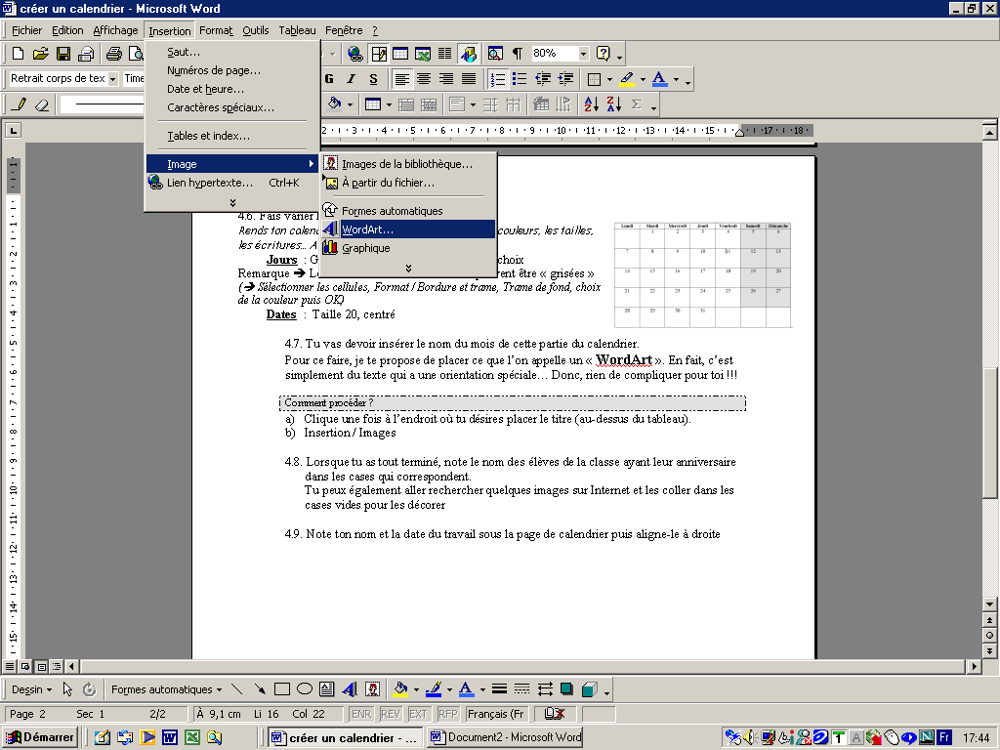 créer un calendrier - Microsoft Word
Fichier Edition Affichage Insertion Format Outils Tableau Fenêtre ?
80%
Retrait corps de tex Time G I S
Saut...
Numéros de page...
Date et heure...
Caractères spéciaux...
Tables et index...
Image
Lien hypertexte... Ctrl+K
Images de la bibliothèque...
À partir du fichier...
Formes automatiques
WordArt...
Graphique
2 3 4 5 6 7 8 9 10 11 12 13 14 15 16 17 18
4.6. Fais varier
Rends ton calen couleurs, les tailles,
les écritures... A
Jours : G choix
Remarque ➔ L vent être « grisées »
(➔ Sélectionner les cellules, Format / Bordure et trame, Trame de fond, choix
de la couleur puis OK)
Dates : Taille 20, centré
Lundi Mardi Mercredi Jeudi Vendredi Samedi Dimanche
1 2 3 4 5 6
7 8 9 10 11 12 13
14 15 16 17 18 19 20
21 22 23 24 25 26 27
28 29 30 31
4.7. Tu vas devoir insérer le nom du mois de cette partie du calendrier.
Pour ce faire, je te propose de placer ce que l'on appelle un « WordArt ». En fait, c'est
simplement du texte qui a une orientation spéciale... Donc, rien de compliquer pour toi !!!
Comment procéder ?
a) Clique une fois à l'endroit où tu désires placer le titre (au-dessus du tableau).
b) Insertion / Images
4.8. Lorsque tu as tout terminé, note le nom des élèves de la classe ayant leur anniversaire
dans les cases qui correspondent.
Tu peux également aller rechercher quelques images sur Internet et les coller dans les
cases vides pour les décorer
4.9. Note ton nom et la date du travail sous la page de calendrier puis aligne-le à droite
Dessin Formes automatiques
Page 2 Sec 1 2/2 À 9,1 cm Li 16 Col 22 ENR REV EXT RFP Français (Fr
Démarrer créer un calendrier - ... Document2 - Microsoft Word Fr 17:44